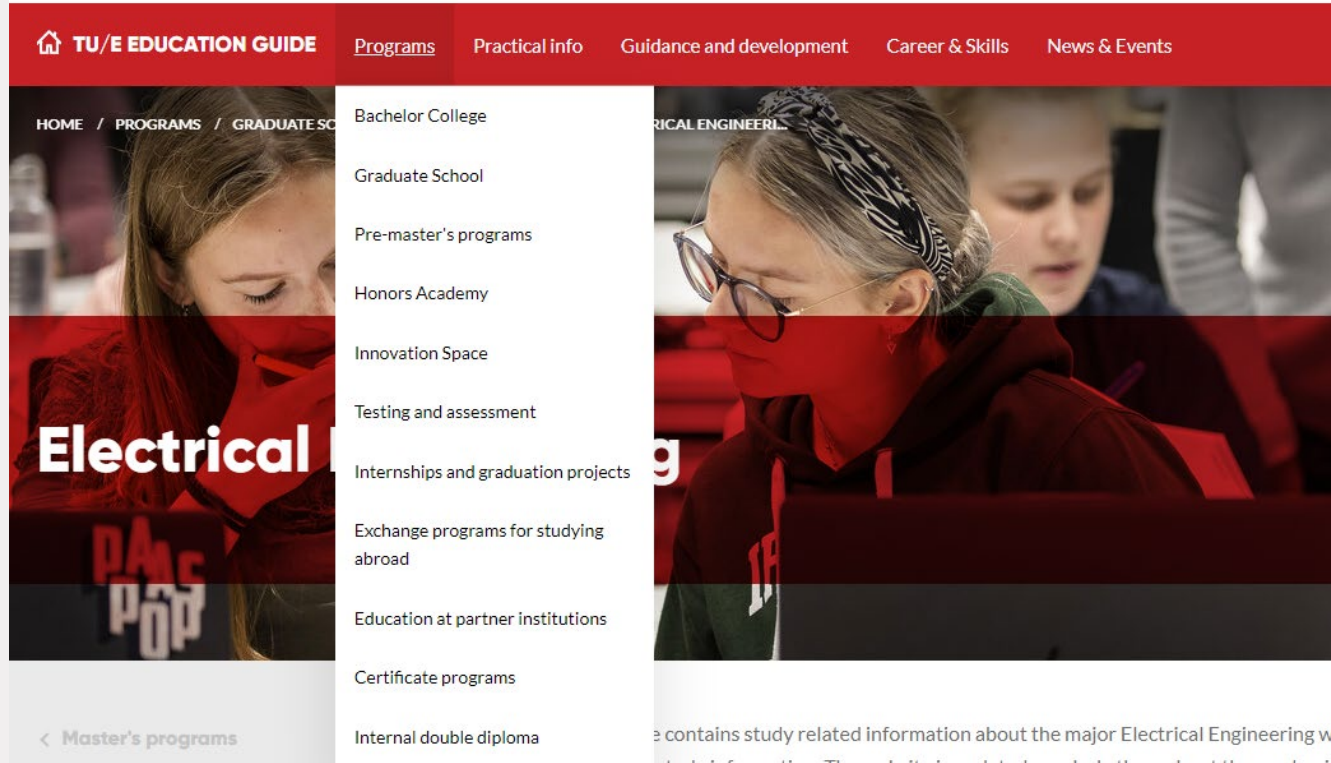 TU/E EDUCATION GUIDE Programs Practical info Guidance and development Career & Skills News & Events
HOME / PROGRAMS / GRADUATE SC
RICAL ENGINEERI...
Bachelor College
Graduate School
Pre-master's programs
Honors Academy
Innovation Space
Testing and assessment
Internships and graduation projects
Exchange programs for studying
abroad
Education at partner institutions
Certificate programs
Internal double diploma
Electrical
g
PAAS
POP
< Master's programs
contains study related information about the major Electrical Engineering w